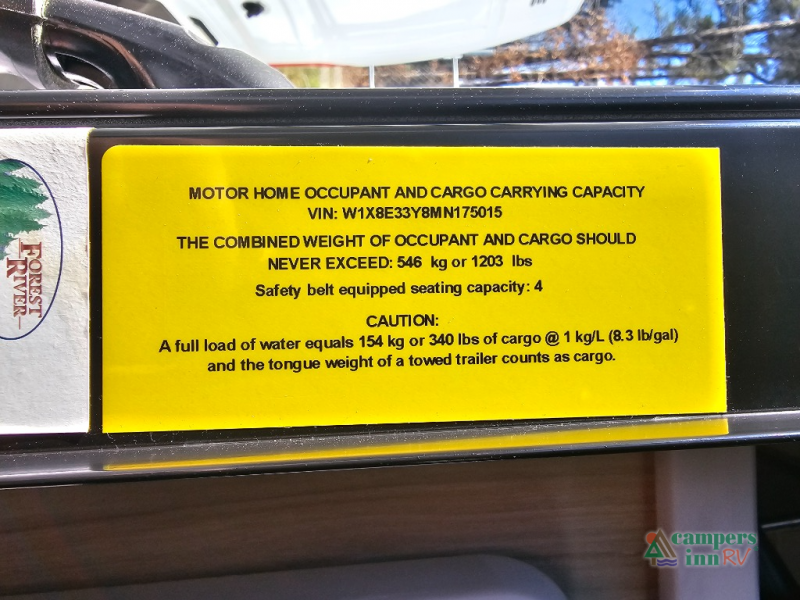 MOTOR HOME OCCUPANT AND CARGO CARRYING CAPACITY
VIN: W1X8E33Y8MN175015
THE COMBINED WEIGHT OF OCCUPANT AND CARGO SHOULD
NEVER EXCEED: 546 kg or 1203 lbs
Safety belt equipped seating capacity: 4
CAUTION:
A full load of water equals 154 kg or 340 lbs of cargo @ 1 kg/L (8.3 lb/gal)
and the tongue weight of a towed trailer counts as cargo.
FOREST
RIVER
campers
inn RV